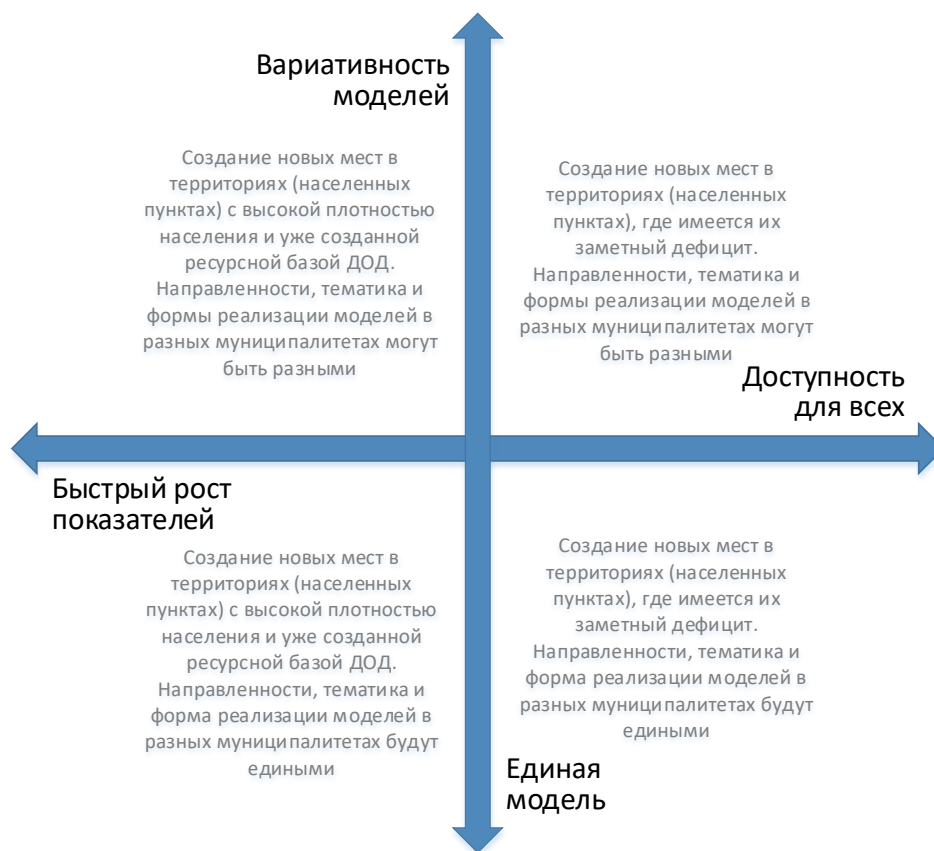 Вариативность
моделей
Создание новых мест в
территориях (населенных
пунктах) с высокой плотностью
населения и уже созданной
ресурсной базой ДОД.
Направленности, тематика и
формы реализации моделей в
разных муниципалитетах могут
быть разными
Создание новых мест в
территориях (населенных
пунктах), где имеется их
заметный дефицит.
Направленности, тематика и
формы реализации моделей в
разных муниципалитетах могут
быть разными
Доступность
для всех
Быстрый рост
показателей
Создание новых мест в
территориях (населенных
пунктах) с высокой плотностью
населения и уже созданной
ресурсной базой ДОД.
Направленности, тематика и
форма реализации моделей в
разных муниципалитетах будут
едиными
Создание новых мест в
территориях (населенных
пунктах), где имеется их
заметный дефицит.
Направленности, тематика и
форма реализации моделей в
разных муниципалитетах будут
едиными
Единая
модель